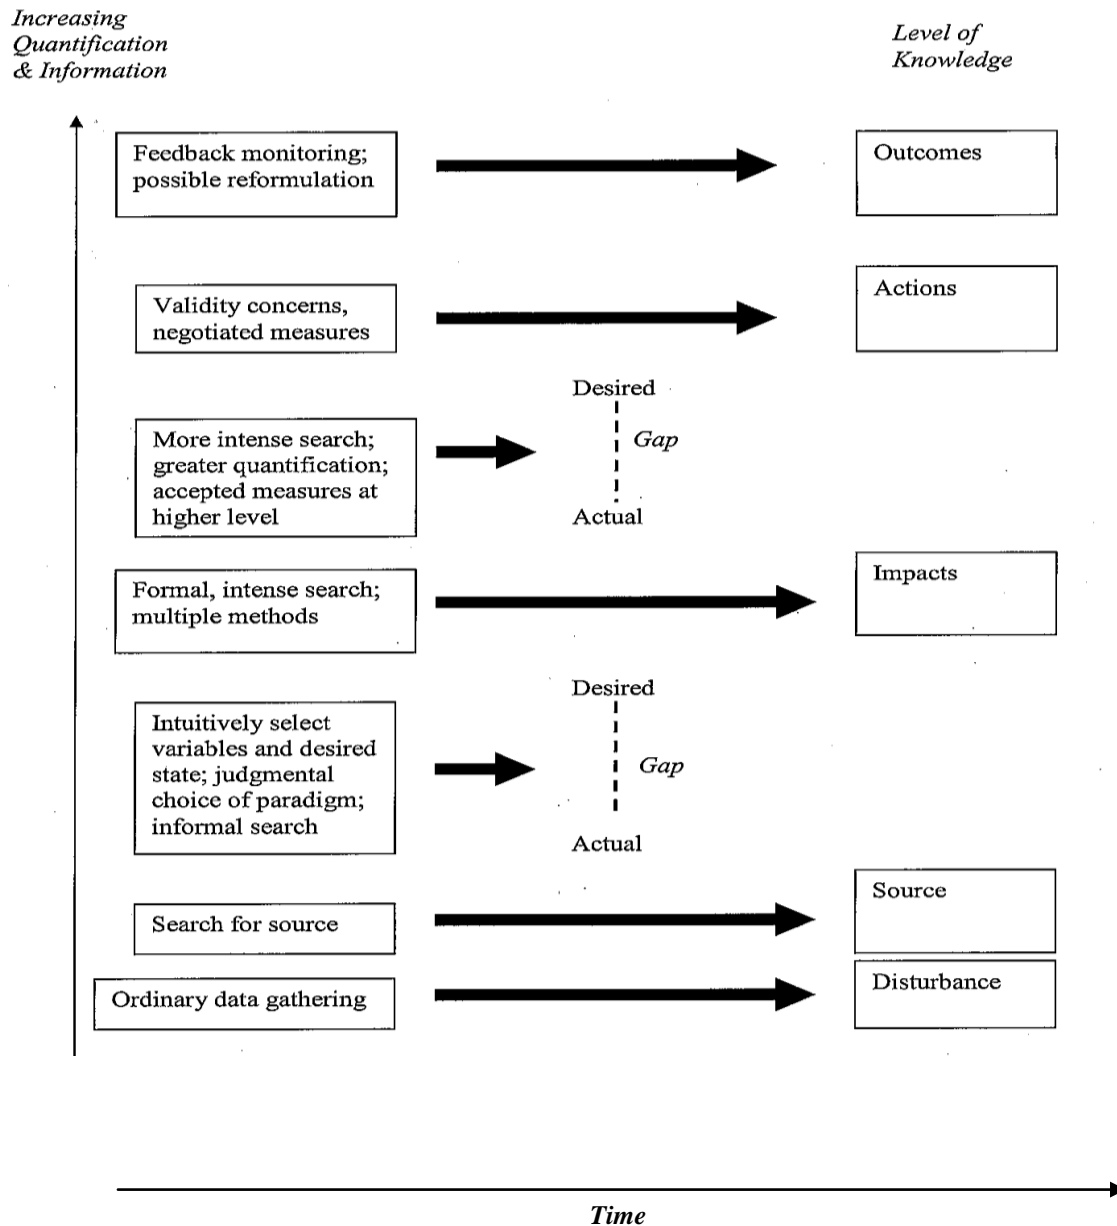 Increasing
Quantification
& Information
Level of
Knowledge
Feedback monitoring;
possible reformulation
Outcomes
Validity concerns,
negotiated measures
Actions
More intense search;
greater quantification;
accepted measures at
higher level
Desired
Gap
Actual
Formal, intense search;
multiple methods
Impacts
Intuitively select
variables and desired
state; judgmental
choice of paradigm;
informal search
Desired
Gap
Actual
Search for source
Source
Ordinary data gathering
Disturbance
Time